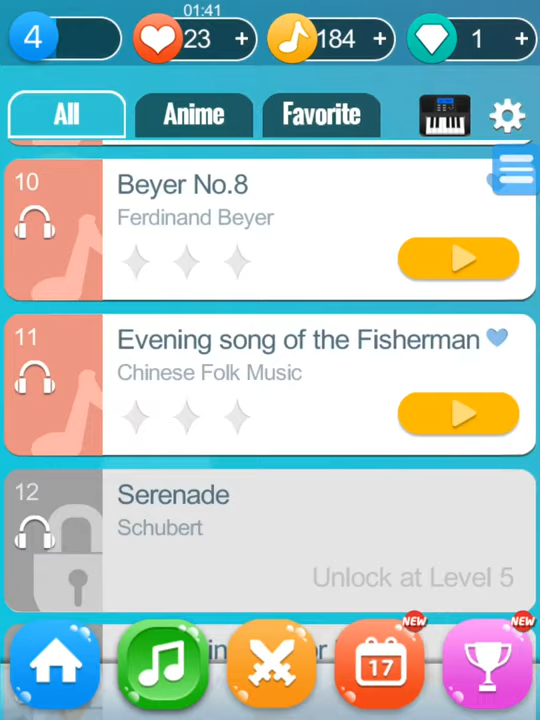 01:41
4
23 +
184 +
1 +
All
Anime
Favorite
10
Beyer No.8
Ferdinand Beyer
11
Evening song of the Fisherman
Chinese Folk Music
12
Serenade
Schubert
Unlock at Level 5
NEW
NEW
17